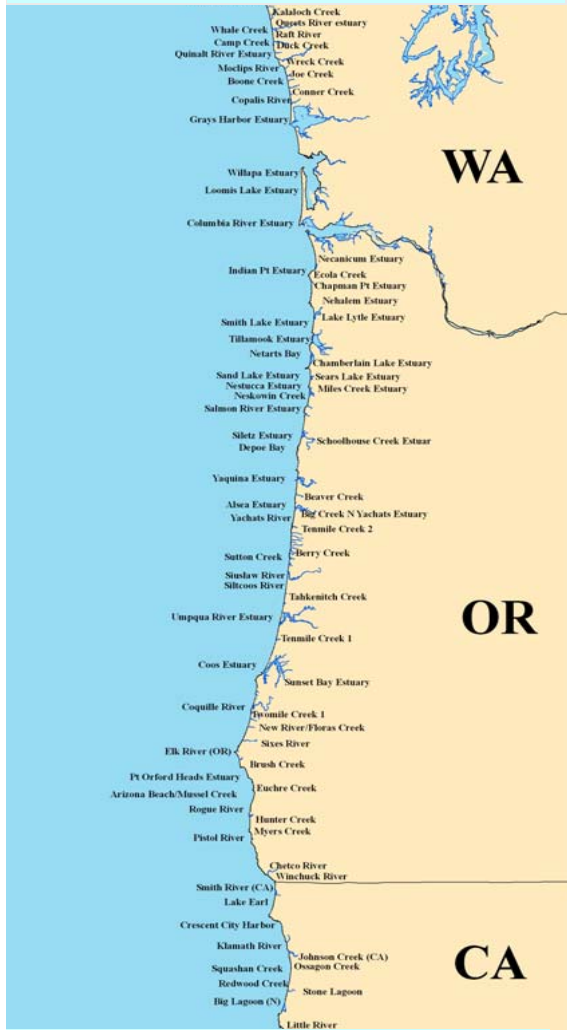 Kalaloch Creek
Queets River estuary
Whale Creek
Raft River
Camp Creek
Duck Creek
Quinalt River Estuary
Wreck Creek
Moclips River
Joe Creek
Boone Creek
Conner Creek
Copalis River
Grays Harbor Estuary
WA
Willapa Estuary
Loomis Lake Estuary
Columbia River Estuary
Necanicum Estuary
Indian Pt Estuary
Ecola Creek
Chapman Pt Estuary
Nehalem Estuary
Lake Lytle Estuary
Smith Lake Estuary
Tillamook Estuary
Netarts Bay
Chamberlain Lake Estuary
Sand Lake Estuary
Sears Lake Estuary
Nestucca Estuary
Miles Creek Estuary
Neskowin Creek
Salmon River Estuary
Siletz Estuary
Schoolhouse Creek Estuar
Depoe Bay
Yaquina Estuary
Beaver Creek
Alsea Estuary
Big Creek N Yachats Estuary
Yachats River
Tenmile Creek 2
Berry Creek
Sutton Creek
Siuslaw River
Siltcoos River
Tahkenitch Creek
OR
Umpqua River Estuary
Tenmile Creek 1
Coos Estuary
Sunset Bay Estuary
Coquille River
Twomile Creek 1
New River/Floras Creek
Sixes River
Elk River (OR)
Brush Creek
Pt Orford Heads Estuary
Euchre Creek
Arizona Beach/Mussel Creek
Rogue River
Hunter Creek
Myers Creek
Pistol River
Chetco River
Winchuck River
Smith River (CA)
Lake Earl
Crescent City Harbor
Klamath River
Johnson Creek (CA)
CA
Ossagon Creek
Squashan Creek
Redwood Creek
Stone Lagoon
Big Lagoon (N)
Little River